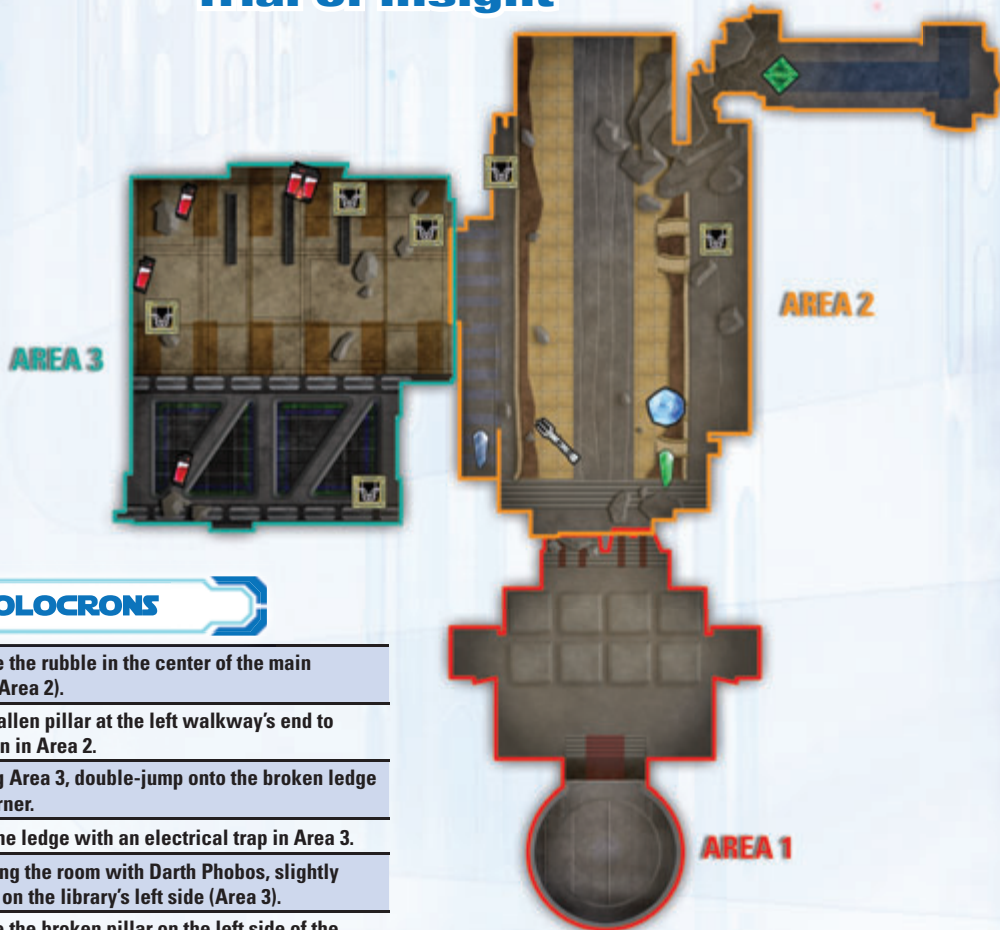 Trial of Insight
AREA 2
AREA 3
OLOCRONS
e the rubble in the center of the main
Area 2).
allen pillar at the left walkway's end to
n in Area 2.
g Area 3, double-jump onto the broken ledge
rner.
ne ledge with an electrical trap in Area 3.
ng the room with Darth Phobos, slightly
on the library's left side (Area 3).
the broken pillar on the left side of the
AREA 1